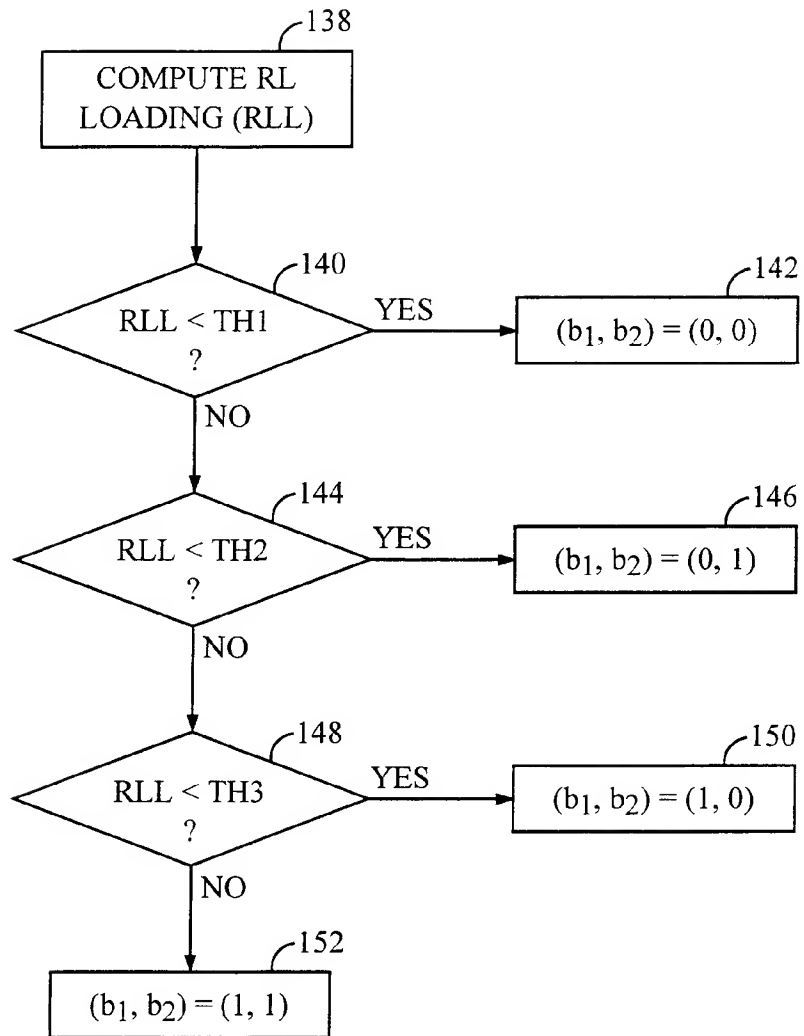 138
COMPUTE RL
LOADING (RLL)
140
RLL < TH1
?
YES
142
(b₁, b₂) = (0, 0)
NO
144
RLL < TH2
?
YES
146
(b₁, b₂) = (0, 1)
NO
148
RLL < TH3
?
YES
150
(b₁, b₂) = (1, 0)
NO
152
(b₁, b₂) = (1, 1)